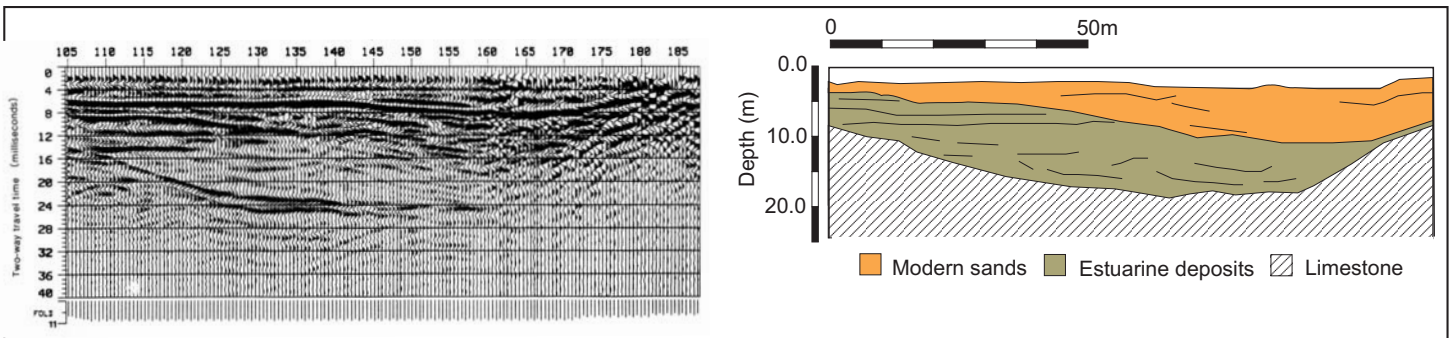 105 110 115 120 125 130 135 140 145 150 155 160 165 170 175 180 185
0
4
8
12
16
20
24
28
32
36
40
Two-way travel time (milliseconds)
FOLD
11
0 50m
0.0
10.0
20.0
Depth (m)
Modern sands Estuarine deposits Limestone